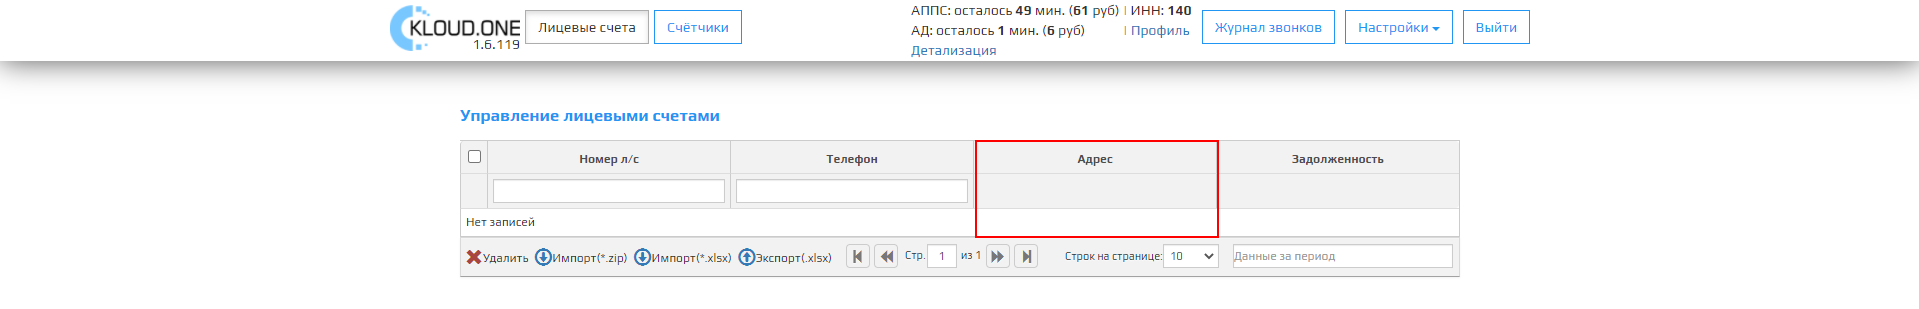 KLOUD.ONE
1.6.119
Лицевые счета
Счётчики
АППС: осталось 49 мин. (61 руб) | ИНН: 140
АД: осталось 1 мин. (6 руб) | Профиль
Детализация
Журнал звонков
Настройки
Выйти
Управление лицевыми счетами
Номер л/с Телефон Адрес Задолженность
Нет записей
Удалить Импорт(*.zip) Импорт(*.xlsx) Экспорт(.xlsx) Стр. 1 из 1 Строк на странице: 10 Данные за период